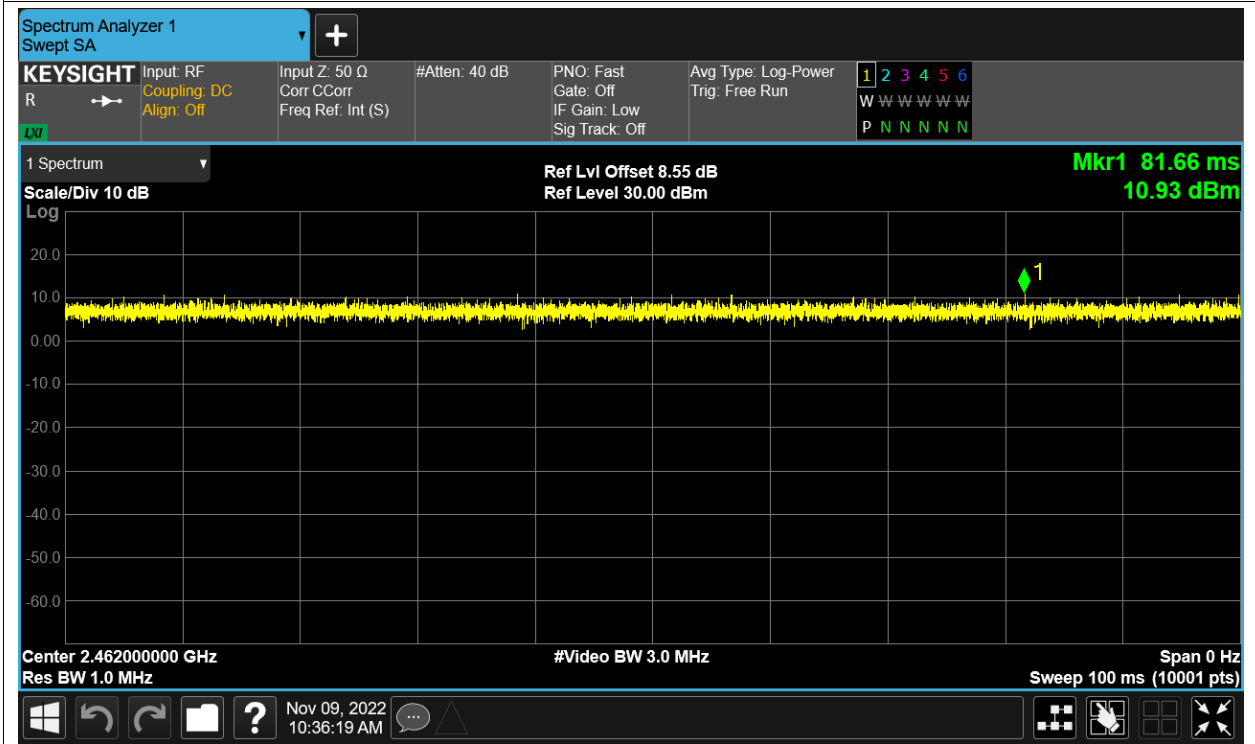 Spectrum Analyzer 1
Swept SA
KEYSIGHT
R
LXI
Input: RF
Coupling: DC
Align: Off
Input Z: 50 Ω
Corr CCorr
Freq Ref: Int (S)
#Atten: 40 dB
PNO: Fast
Gate: Off
IF Gain: Low
Sig Track: Off
Avg Type: Log-Power
Trig: Free Run
1 2 3 4 5 6
W W W W W W
P N N N N N
1 Spectrum
Scale/Div 10 dB
Log
Ref Lvl Offset 8.55 dB
Ref Level 30.00 dBm
Mkr1 81.66 ms
10.93 dBm
20.0
1
10.0
0.00
-10.0
-20.0
-30.0
-40.0
-50.0
-60.0
Center 2.462000000 GHz
Res BW 1.0 MHz
#Video BW 3.0 MHz
Span 0 Hz
Sweep 100 ms (10001 pts)
?
Nov 09, 2022
10:36:19 AM